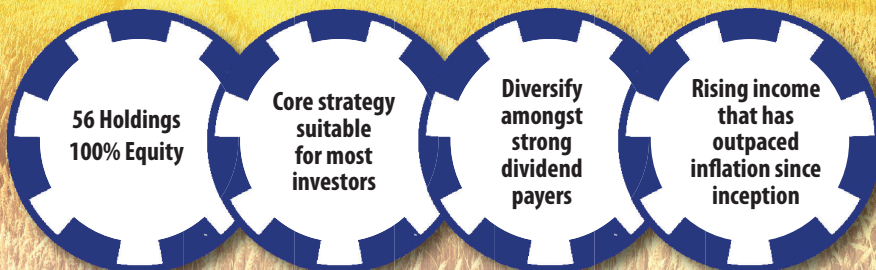 56 Holdings
100% Equity
Core strategy
suitable
for most
investors
Diversify
amongst
strong
dividend
payers
Rising income
that has
outpaced
inflation since
inception